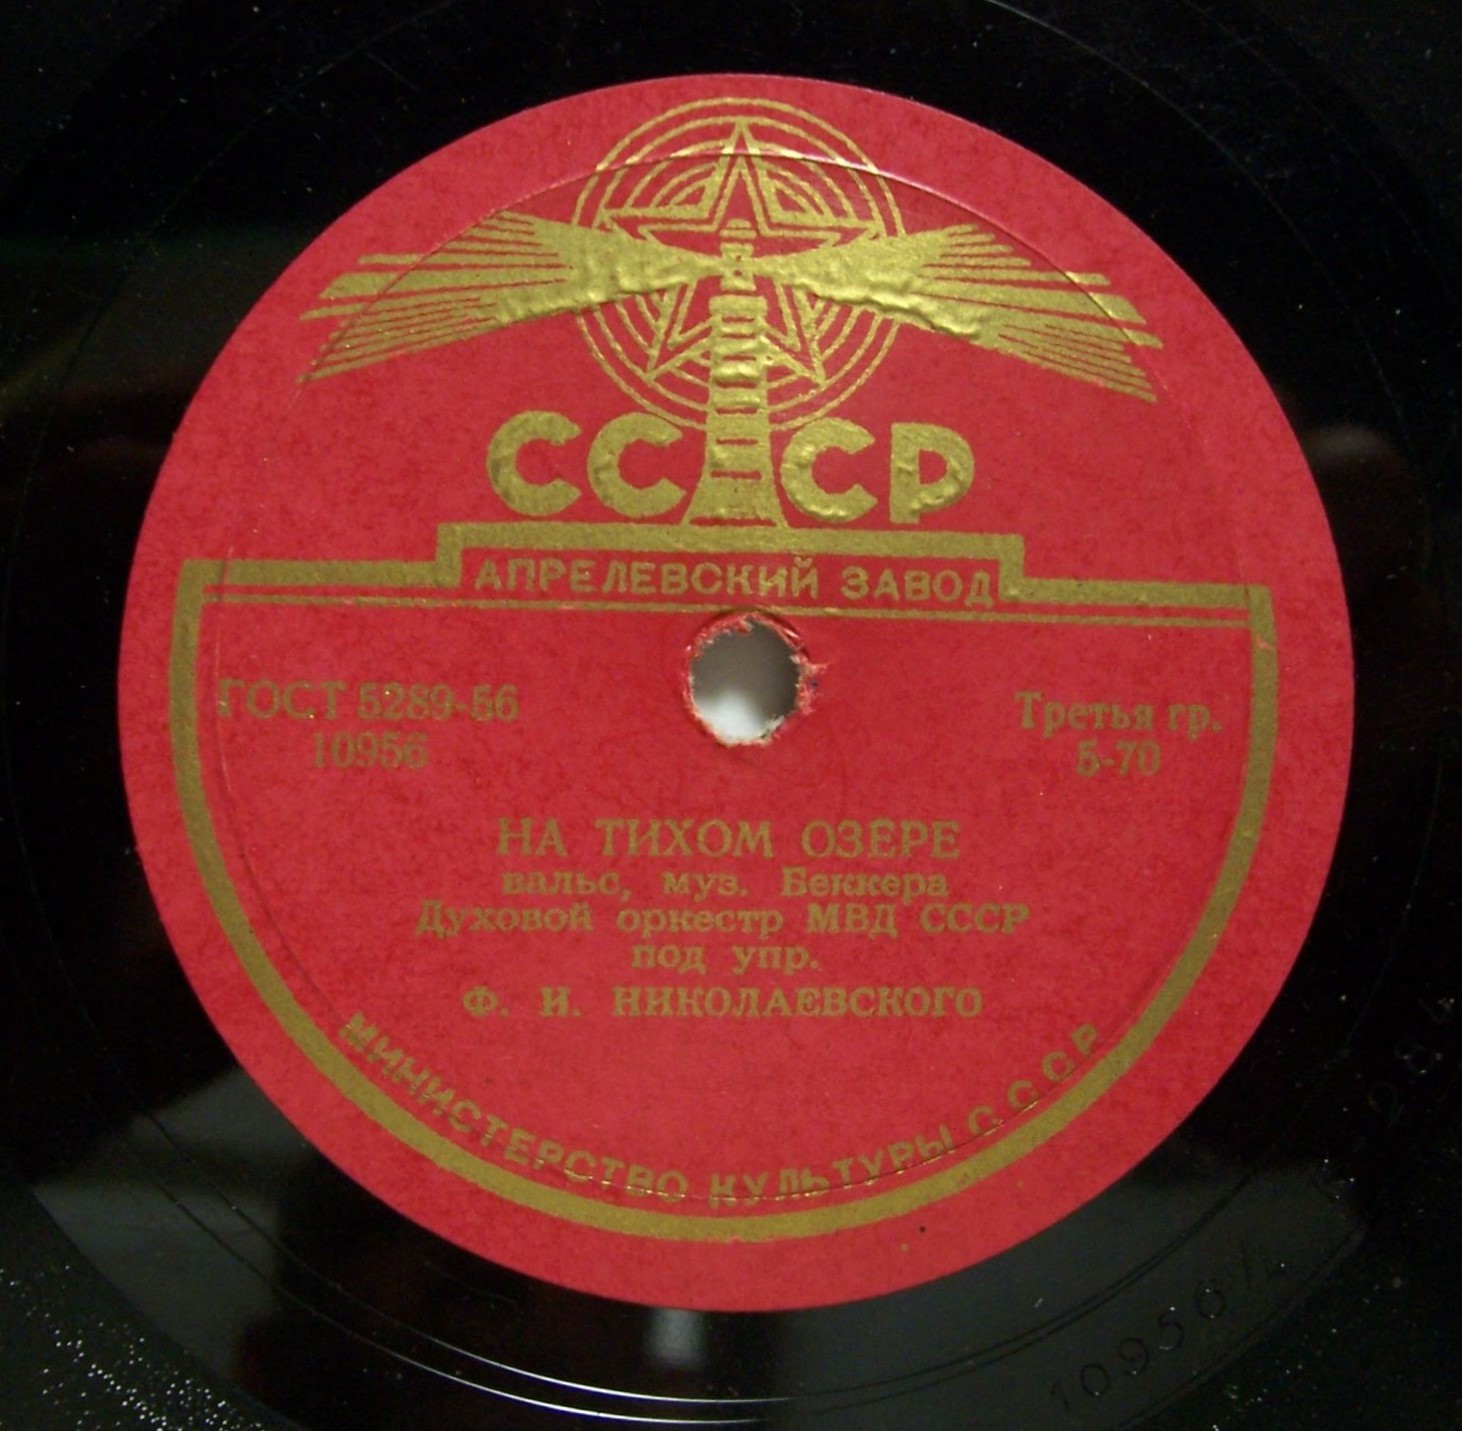 СССР
АПРЕЛЕВСКИЙ ЗАВОД
ГОСТ 5289-56
10956
Третья гр.
5-70
НА ТИХОМ ОЗЕРЕ
вальс, муз. Беккера
Духовой оркестр МВД СССР
под упр.
Ф. И. НИКОЛАЕВСКОГО
МИНИСТЕРСТВО КУЛЬТУРЫ СССР
10956